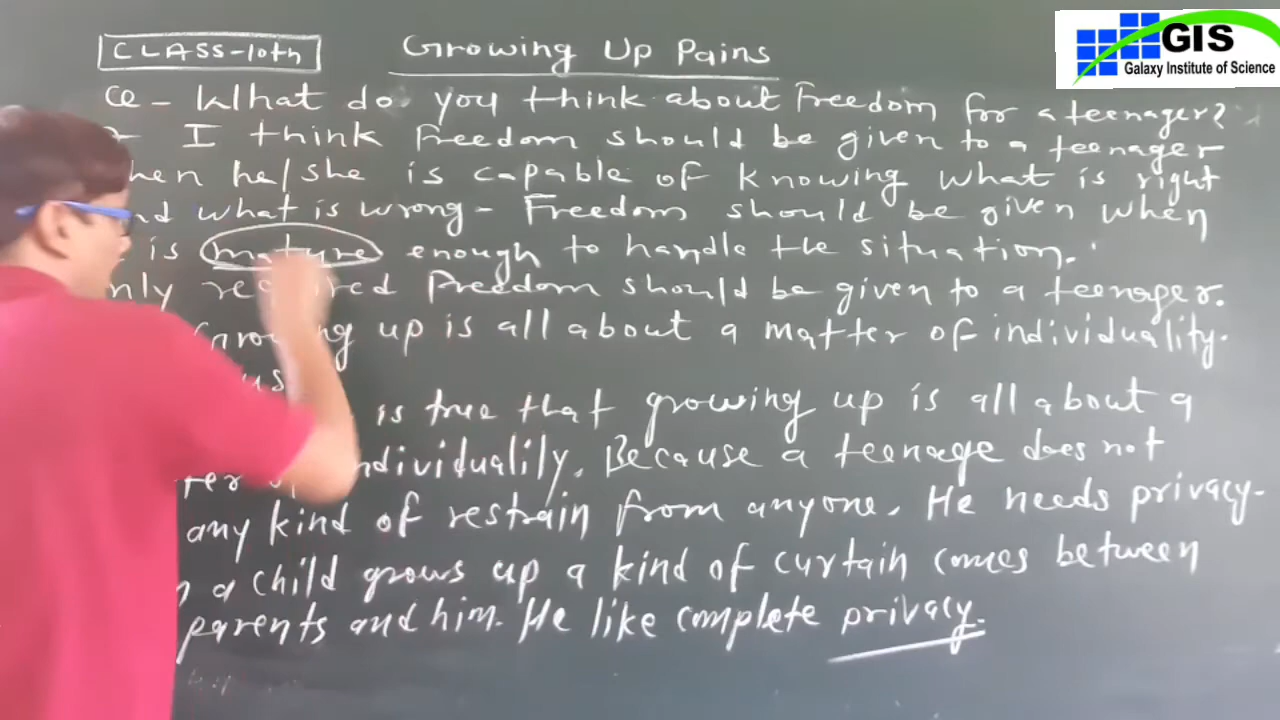 CLASS-10th
Growing Up Pains
GIS
Galaxy Institute of Science
Q - What do you think about Freedom for a teenager?
- I think Freedom should be given to a teenager
he/she is capable of knowing what is right
what is wrong - Freedom should be given when
is mature enough to handle the situation.
Freedom should be given to a teenager.
up is all about a matter of individuality.
is true that growing up is all about a
individuality. Because a teenage does not
any kind of restrain from anyone. He needs privacy.
a child grows up a kind of curtain comes between
parents and him. He like complete privacy.